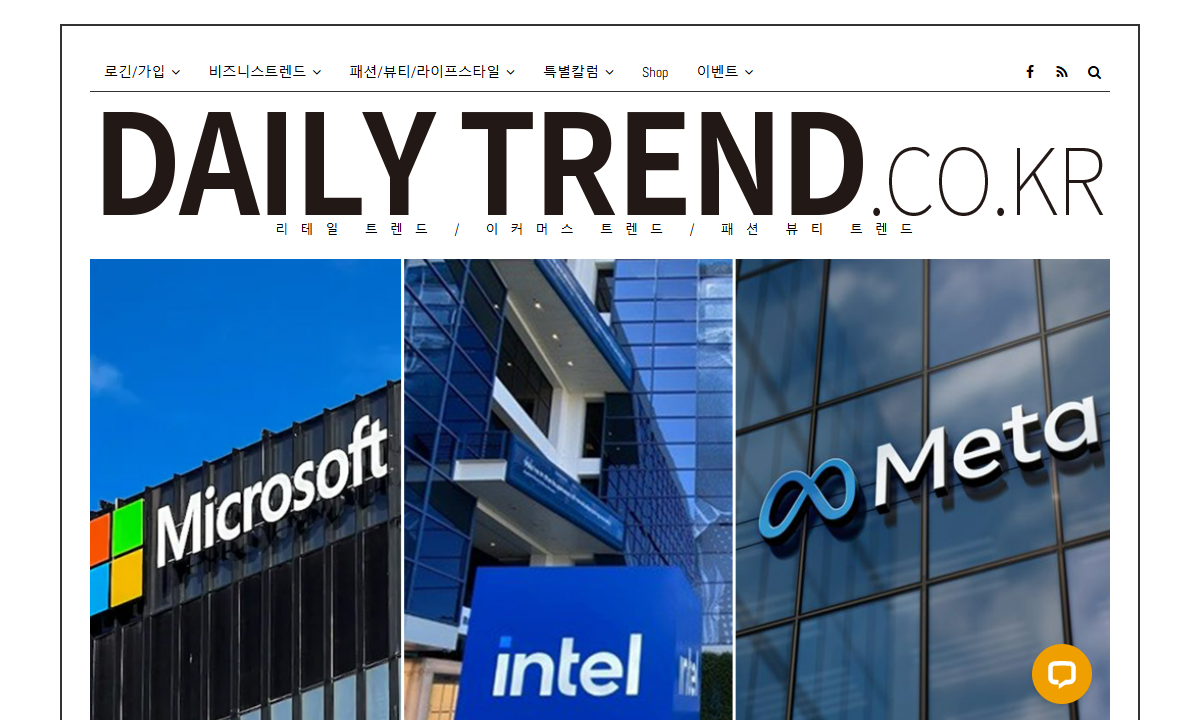 로긴/가입 비즈니스트렌드 패션/뷰티/라이프스타일 특별칼럼 Shop 이벤트
DAILY TREND.CO.KR
리테일 트렌드 / 이커머스 트렌드 / 패션 뷰티 트렌드
Microsoft
intel
Meta